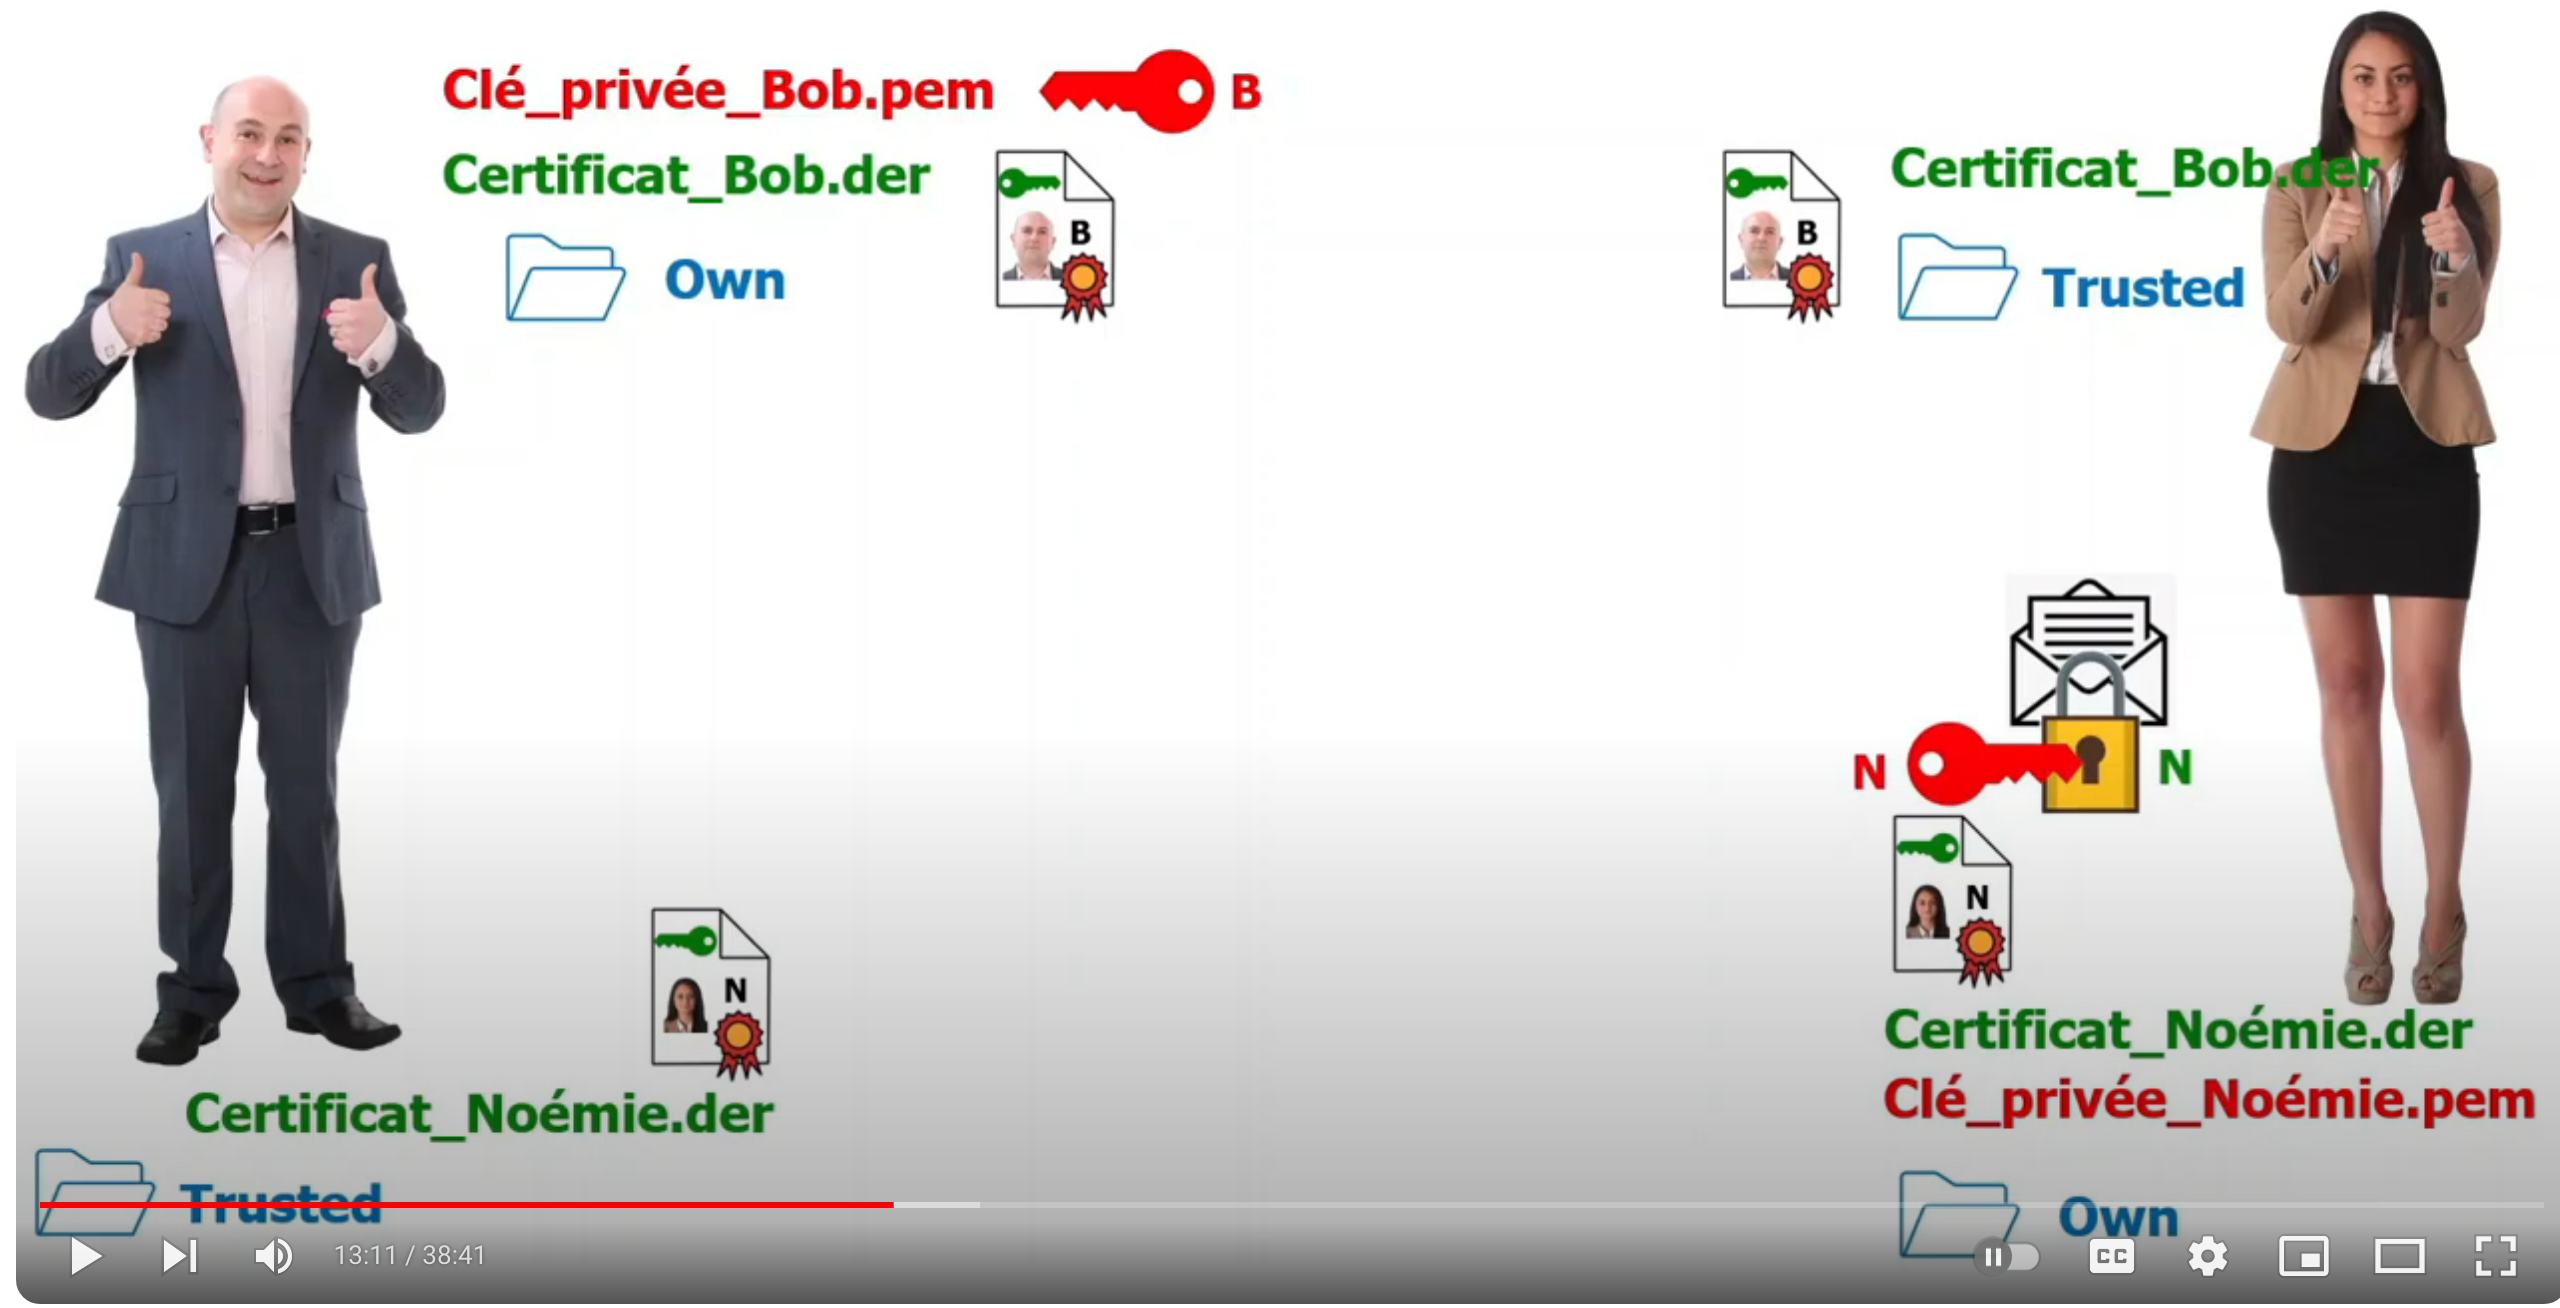 Clé_privée_Bob.pem
B
Certificat_Bob.der
B
Own
B
Certificat_Bob.der
Trusted
N
N
N
Certificat_Noémie.der
Clé_privée_Noémie.pem
Own
N
Certificat_Noémie.der
Trusted
13:11 / 38:41
CC